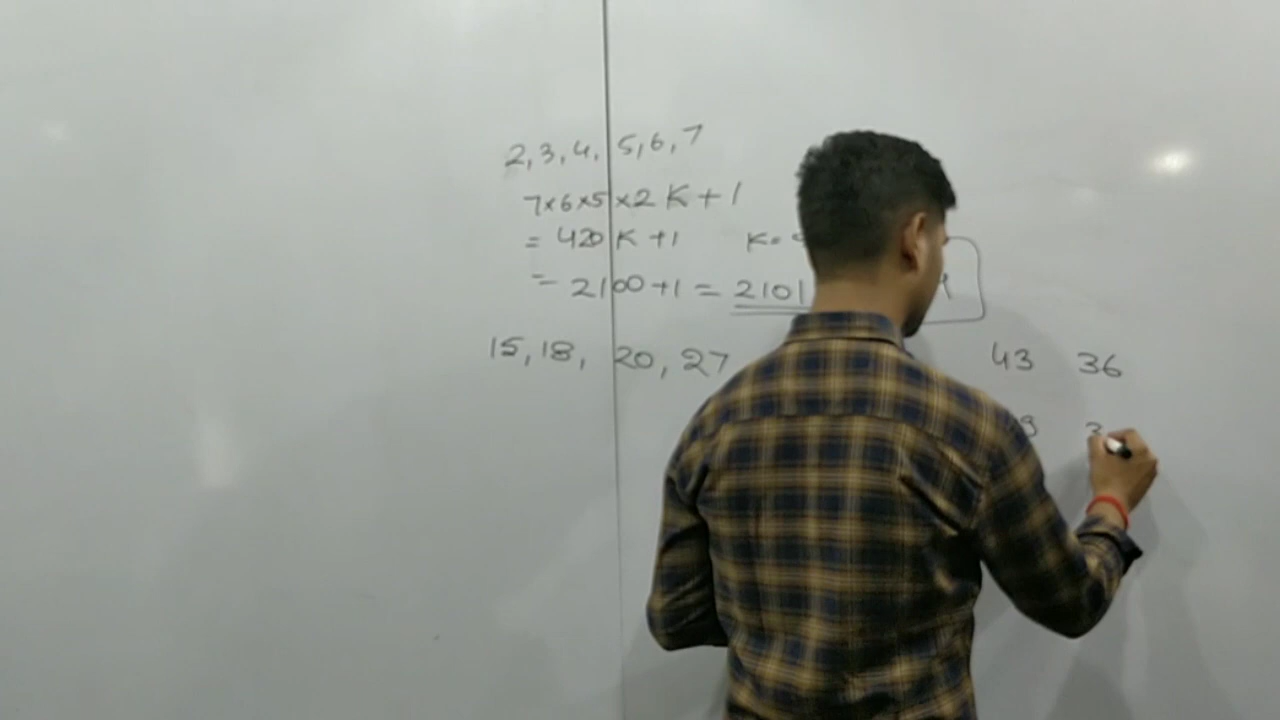 2, 3, 4, 5, 6, 7
7×6×5×2 K + 1
= 420 K + 1 K =
= 2100 + 1 = 2101
15, 18, 20, 27 43 36
3